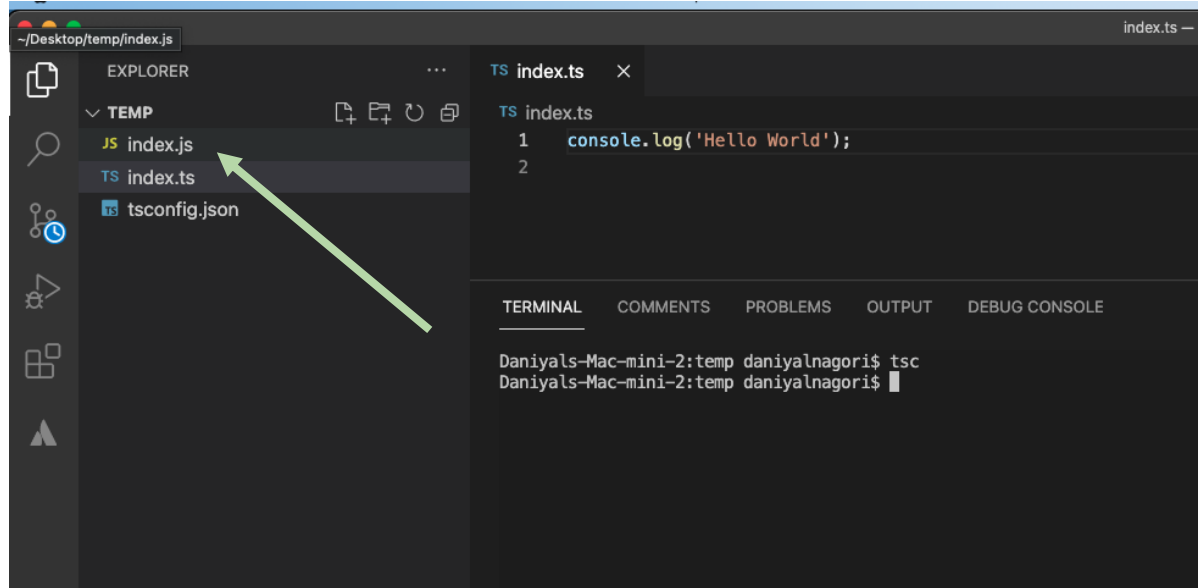 index.ts —
~/Desktop/temp/index.js
EXPLORER
TEMP
JS index.js
TS index.ts
TS tsconfig.json
TS index.ts
TS index.ts
1 console.log('Hello World');
2
TERMINAL COMMENTS PROBLEMS OUTPUT DEBUG CONSOLE
Daniyals-Mac-mini-2:temp daniyalnagori$ tsc
Daniyals-Mac-mini-2:temp daniyalnagori$